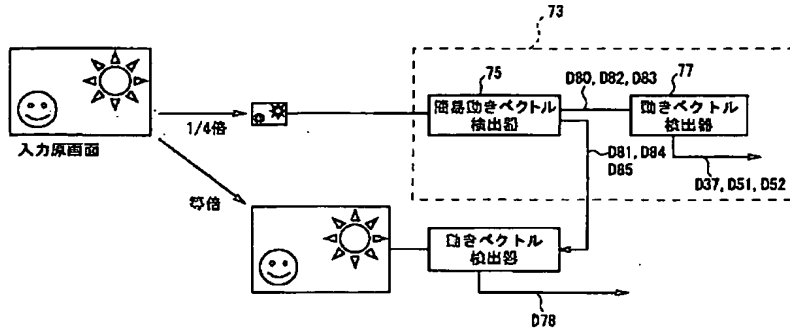 73
75
D80, D82, D83
77
簡易動きベクトル
検出器
動きベクトル
検出器
1/4倍
入力原画面
D81, D84
D85
D37, D51, D52
等倍
動きベクトル
検出器
D78